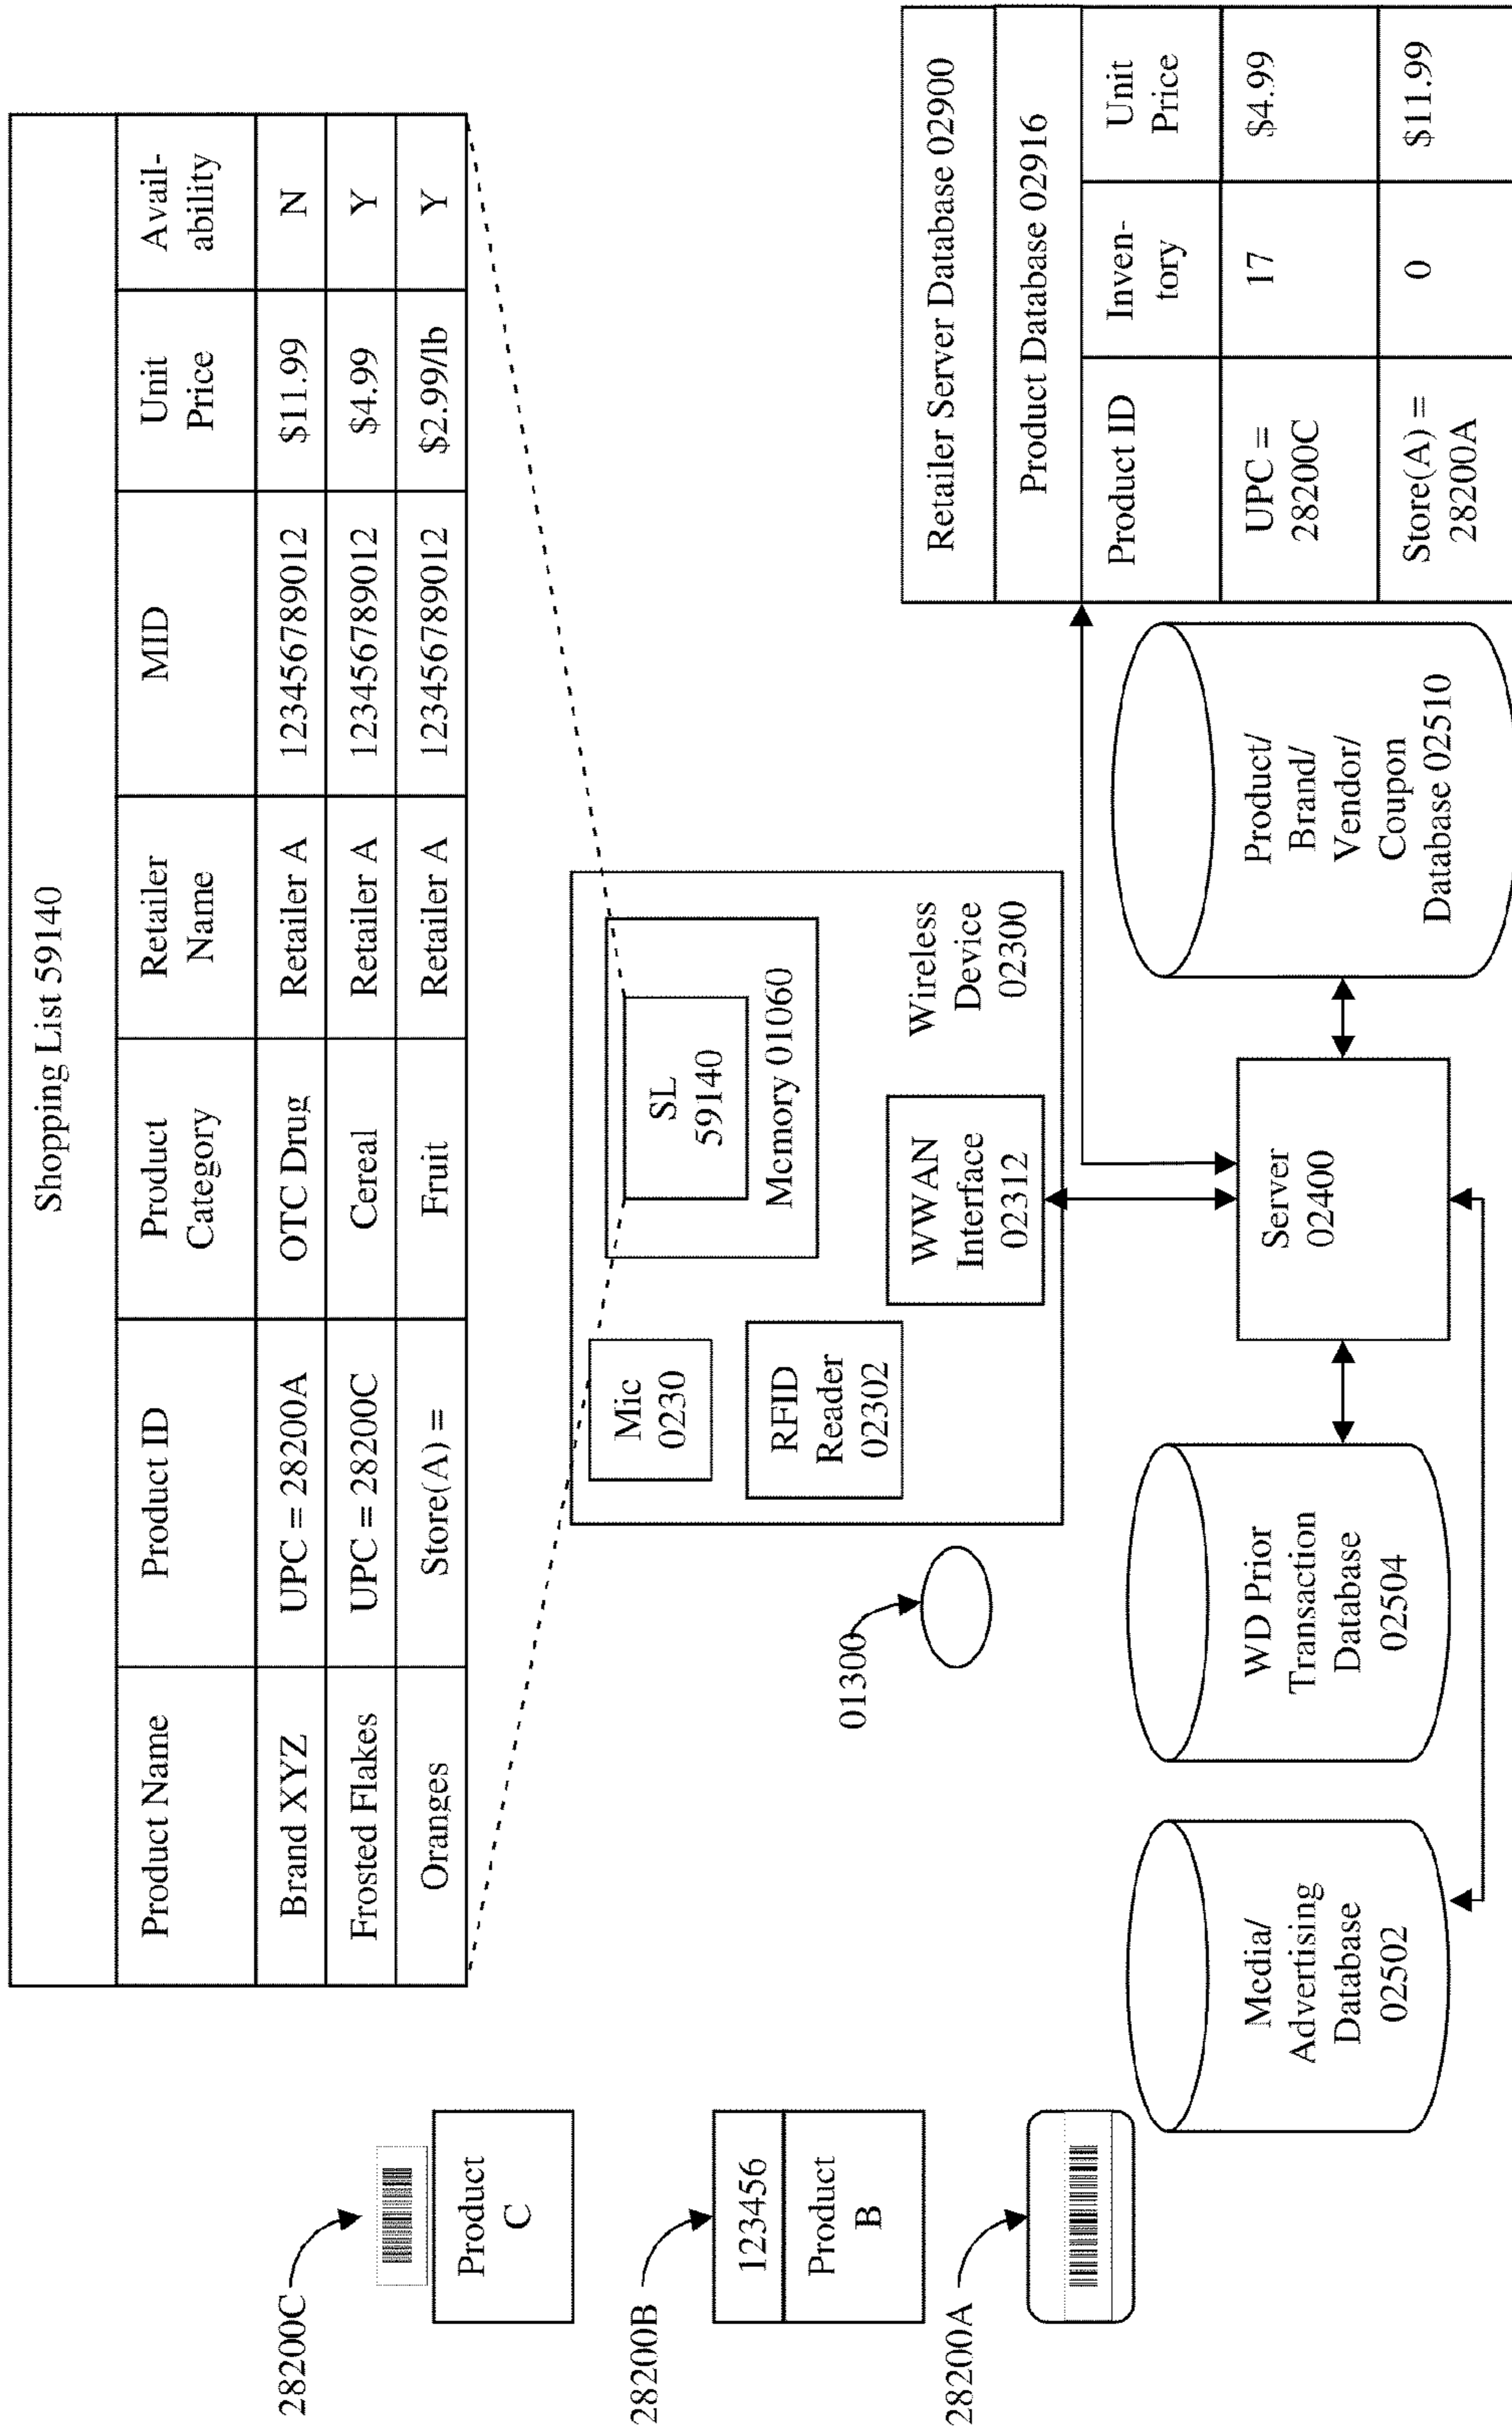 Shopping List 59140
Product Name Product ID Product Category Retailer Name MID Unit Price Avail-ability
Brand XYZ UPC = 28200A OTC Drug Retailer A 123456789012 $11.99 N
Frosted Flakes UPC = 28200C Cereal Retailer A 123456789012 $4.99 Y
Oranges Store(A) = Fruit Retailer A 123456789012 $2.99/lb Y
28200C
Product
C
28200B
123456
Product
B
28200A
01300
Mic
0230
RFID
Reader
02302
SL
59140
Memory 01060
WWAN
Interface
02312
Wireless
Device
02300
Media/
Advertising
Database
02502
WD Prior
Transaction
Database
02504
Server
02400
Product/
Brand/
Vendor/
Coupon
Database 02510
Retailer Server Database 02900
Product Database 02916
Product ID Inven-tory Unit Price
UPC = 28200C 17 $4.99
Store(A) = 28200A 0 $11.99